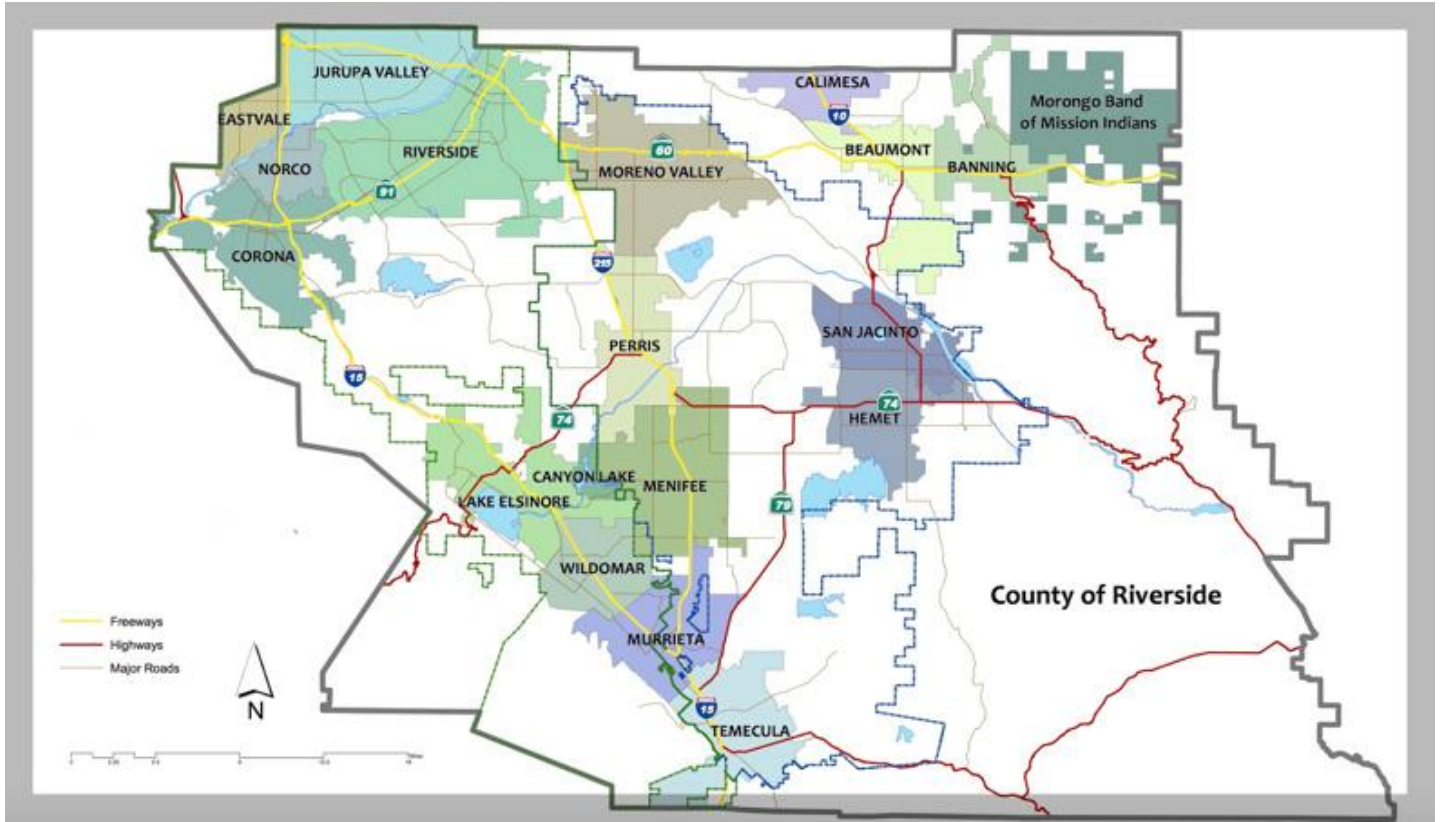 JURUPA VALLEY
CALIMESA
Morongo Band
of Mission Indians
EASTVALE
10
BEAUMONT
NORCO
RIVERSIDE
60
BANNING
MORENO VALLEY
91
CORONA
215
SAN JACINTO
PERRIS
15
74
74
HEMET
CANYON LAKE
MENIFEE
LAKE ELSINORE
79
WILDOMAR
County of Riverside
Freeways
Highways
MURRIETA
Major Roads
N
15
TEMECULA